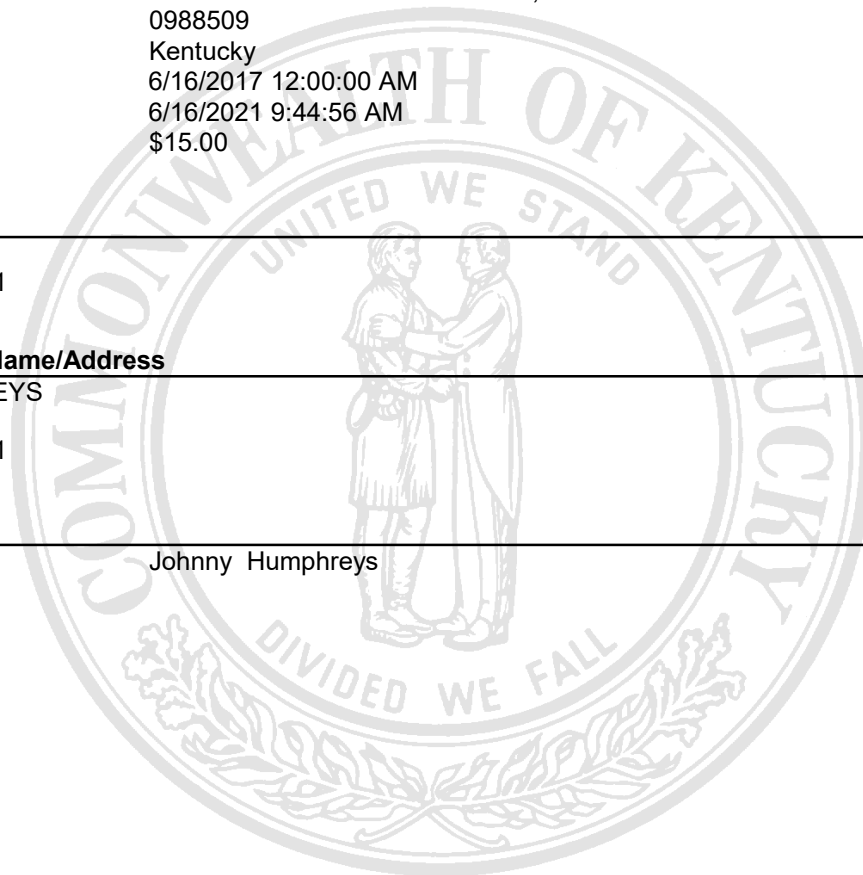 0988509
Kentucky
6/16/2017 12:00:00 AM
6/16/2021 9:44:56 AM
$15.00
COMMONWEALTH OF KENTUCKY
UNITED WE STAND
Name/Address
EYS
Johnny Humphreys
DIVIDED WE FALL